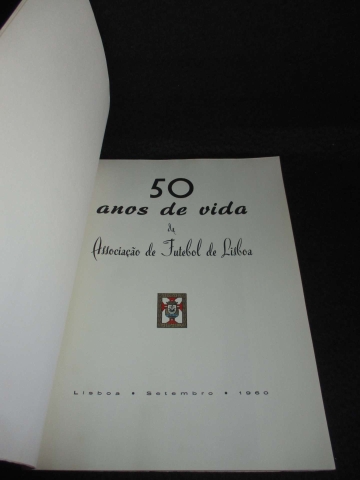 50
anos de vida
da
Associação de Futebol de Lisboa
Lisboa • Setembro • 1960